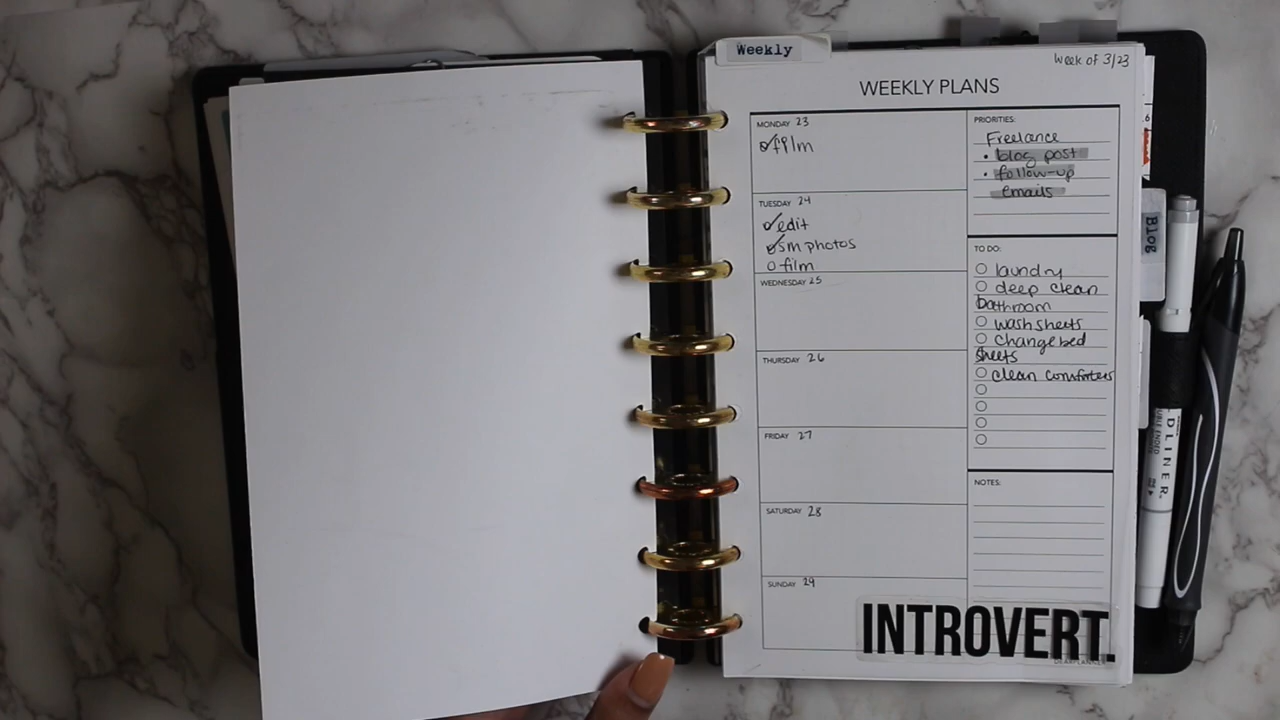 Weekly
Week of 3/23
WEEKLY PLANS
MONDAY 23
film
TUESDAY 24
edit
SM photos
film
WEDNESDAY 25
THURSDAY 26
FRIDAY 27
SATURDAY 28
SUNDAY 29
PRIORITIES:
Freelance
• blog post
• follow-up
emails
TO DO:
laundry
deep clean
bathroom
wash sheets
change bed
sheets
clean comforters
NOTES:
INTROVERT.
BLOG
DLINER